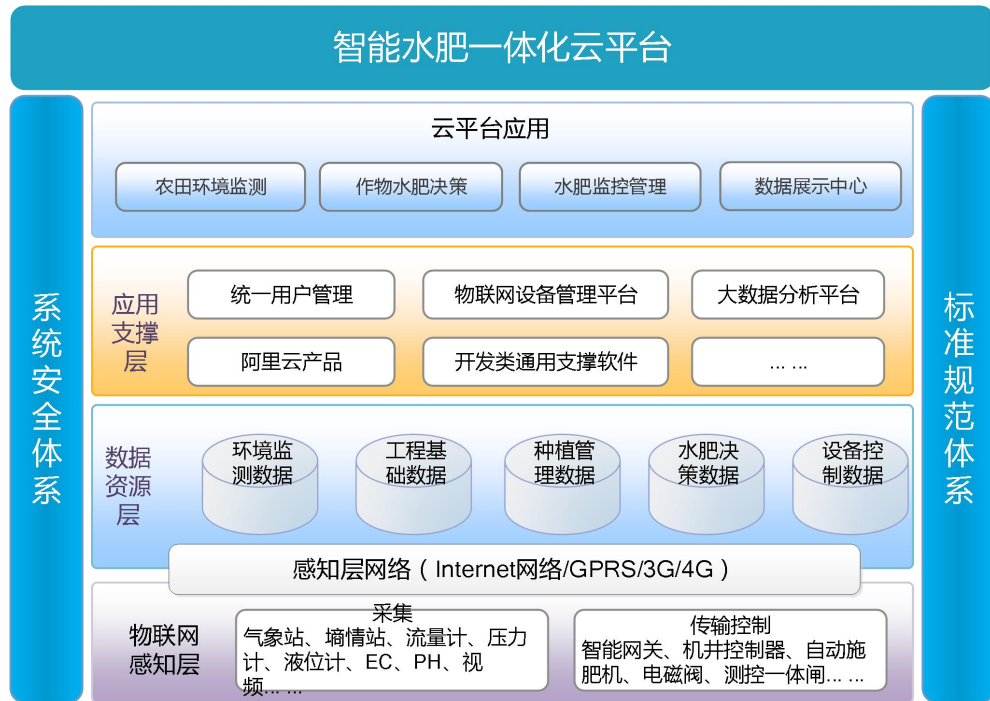 智能水肥一体化云平台
系统安全体系
标准规范体系
云平台应用
农田环境监测
作物水肥决策
水肥监控管理
数据展示中心
应用
支撑
层
统一用户管理
物联网设备管理平台
大数据分析平台
阿里云产品
开发类通用支撑软件
... ...
数据
资源
层
环境监
测数据
工程基
础数据
种植管
理数据
水肥决
策数据
设备控
制数据
感知层网络（Internet网络/GPRS/3G/4G）
物联网
感知层
采集
气象站、墒情站、流量计、压力
计、液位计、EC、PH、视
频... ...
传输控制
智能网关、机井控制器、自动施
肥机、电磁阀、测控一体闸... ...